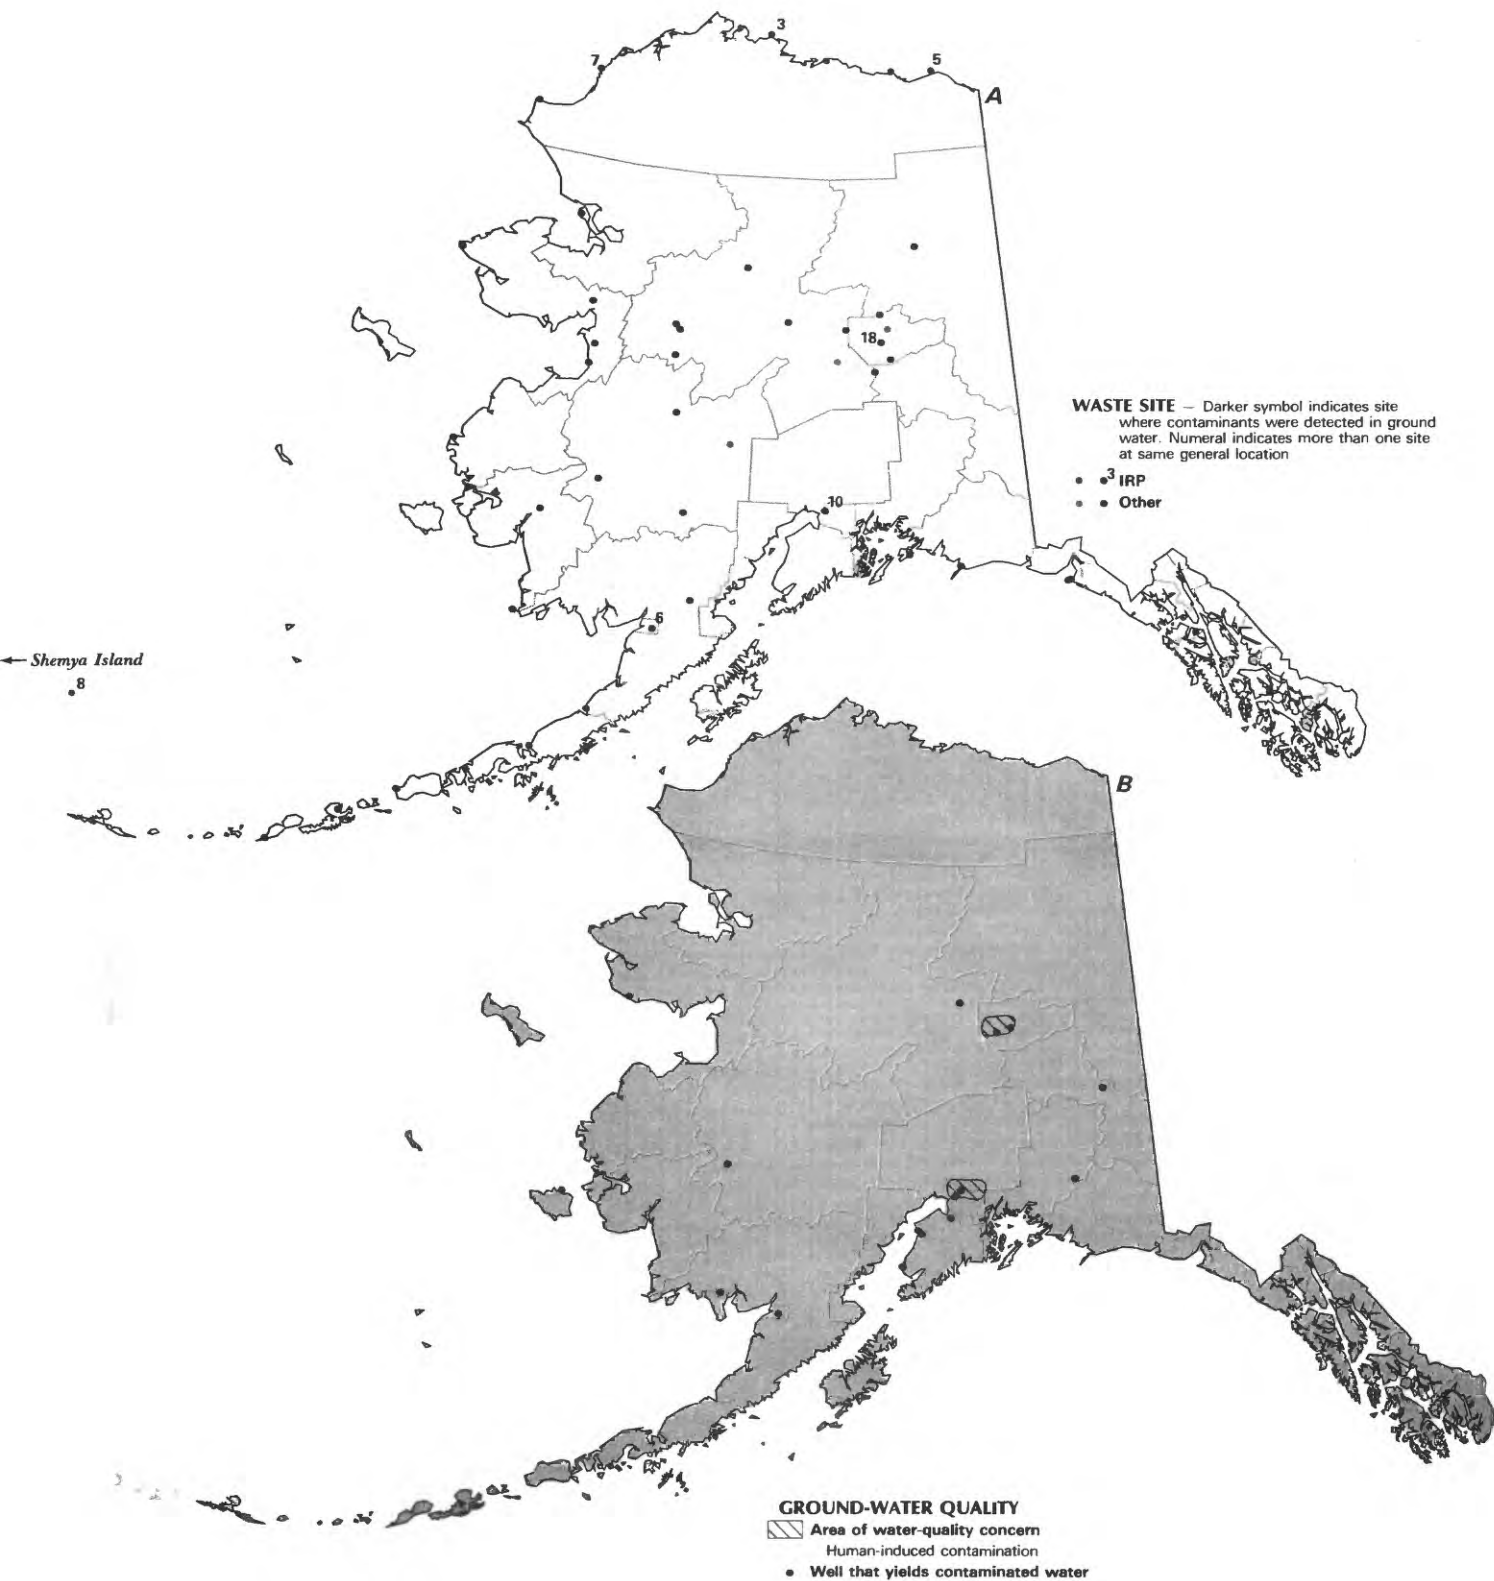 3
7
5
A
18
WASTE SITE — Darker symbol indicates site
where contaminants were detected in ground
water. Numeral indicates more than one site
at same general location
3 IRP
Other
10
6
Shemya Island
8
B
GROUND-WATER QUALITY
Area of water-quality concern
Human-induced contamination
Well that yields contaminated water